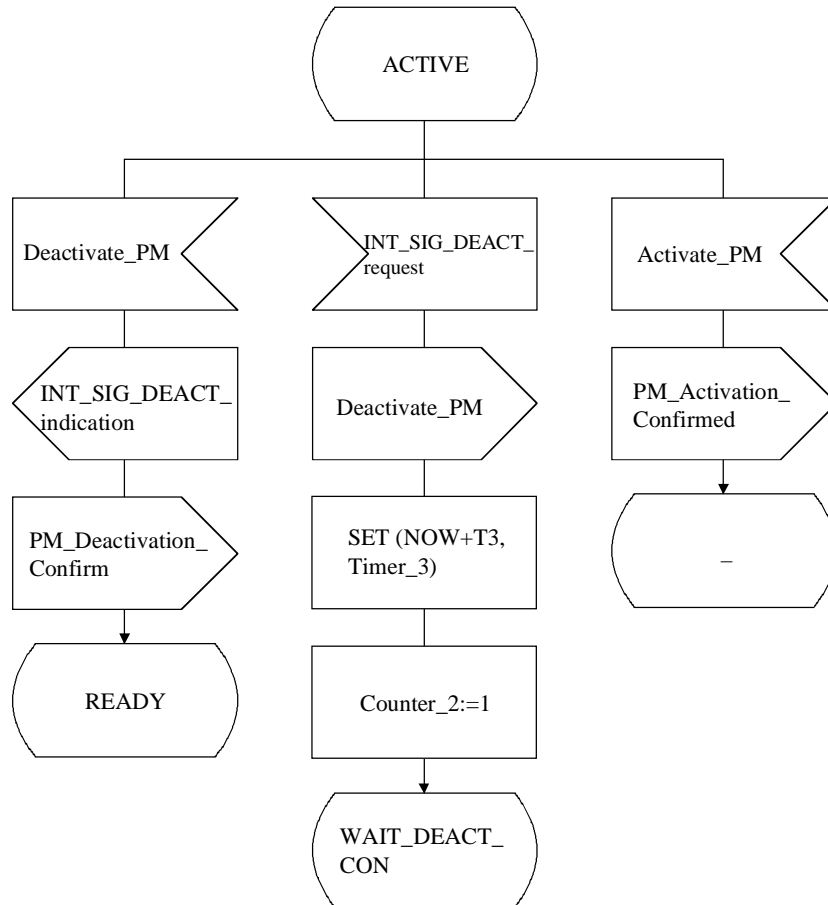 ACTIVE
Deactivate_PM
INT_SIG_DEACT_
request
Activate_PM
INT_SIG_DEACT_
indication
Deactivate_PM
PM_Activation_
Confirmed
PM_Deactivation_
Confirm
SET (NOW+T3,
Timer_3)
_
READY
Counter_2:=1
WAIT_DEACT_
CON